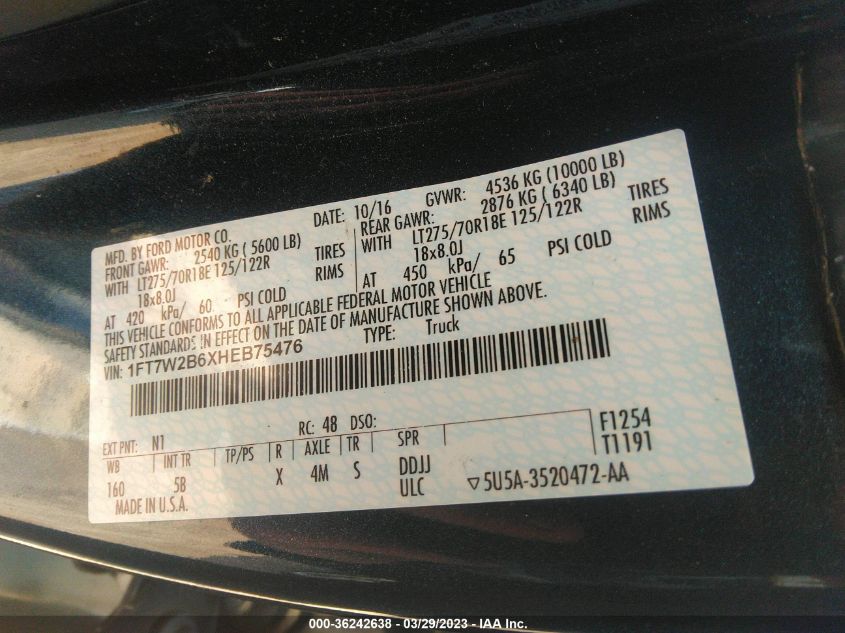 MFD. BY FORD MOTOR CO.
DATE: 10/16 GVWR: 4536 KG (10000 LB)
FRONT GAWR: 2540 KG ( 5600 LB) REAR GAWR: 2876 KG ( 6340 LB)
WITH LT275/70R18E 125/122R TIRES WITH LT275/70R18E 125/122R TIRES
18x8.0J RIMS 18x8.0J RIMS
AT 420 kPa/ 60 PSI COLD AT 450 kPa/ 65 PSI COLD
THIS VEHICLE CONFORMS TO ALL APPLICABLE FEDERAL MOTOR VEHICLE
SAFETY STANDARDS IN EFFECT ON THE DATE OF MANUFACTURE SHOWN ABOVE.
VIN: 1FT7W2B6XHEB75476 TYPE: Truck
EXT PNT: N1 RC: 48 DSO: F1254
WB INT TR TP/PS R AXLE TR SPR T1191
160 5B X 4M S DDJJ
ULC ▽5U5A-3520472-AA
MADE IN U.S.A.
000-36242638 - 03/29/2023 - IAA Inc.